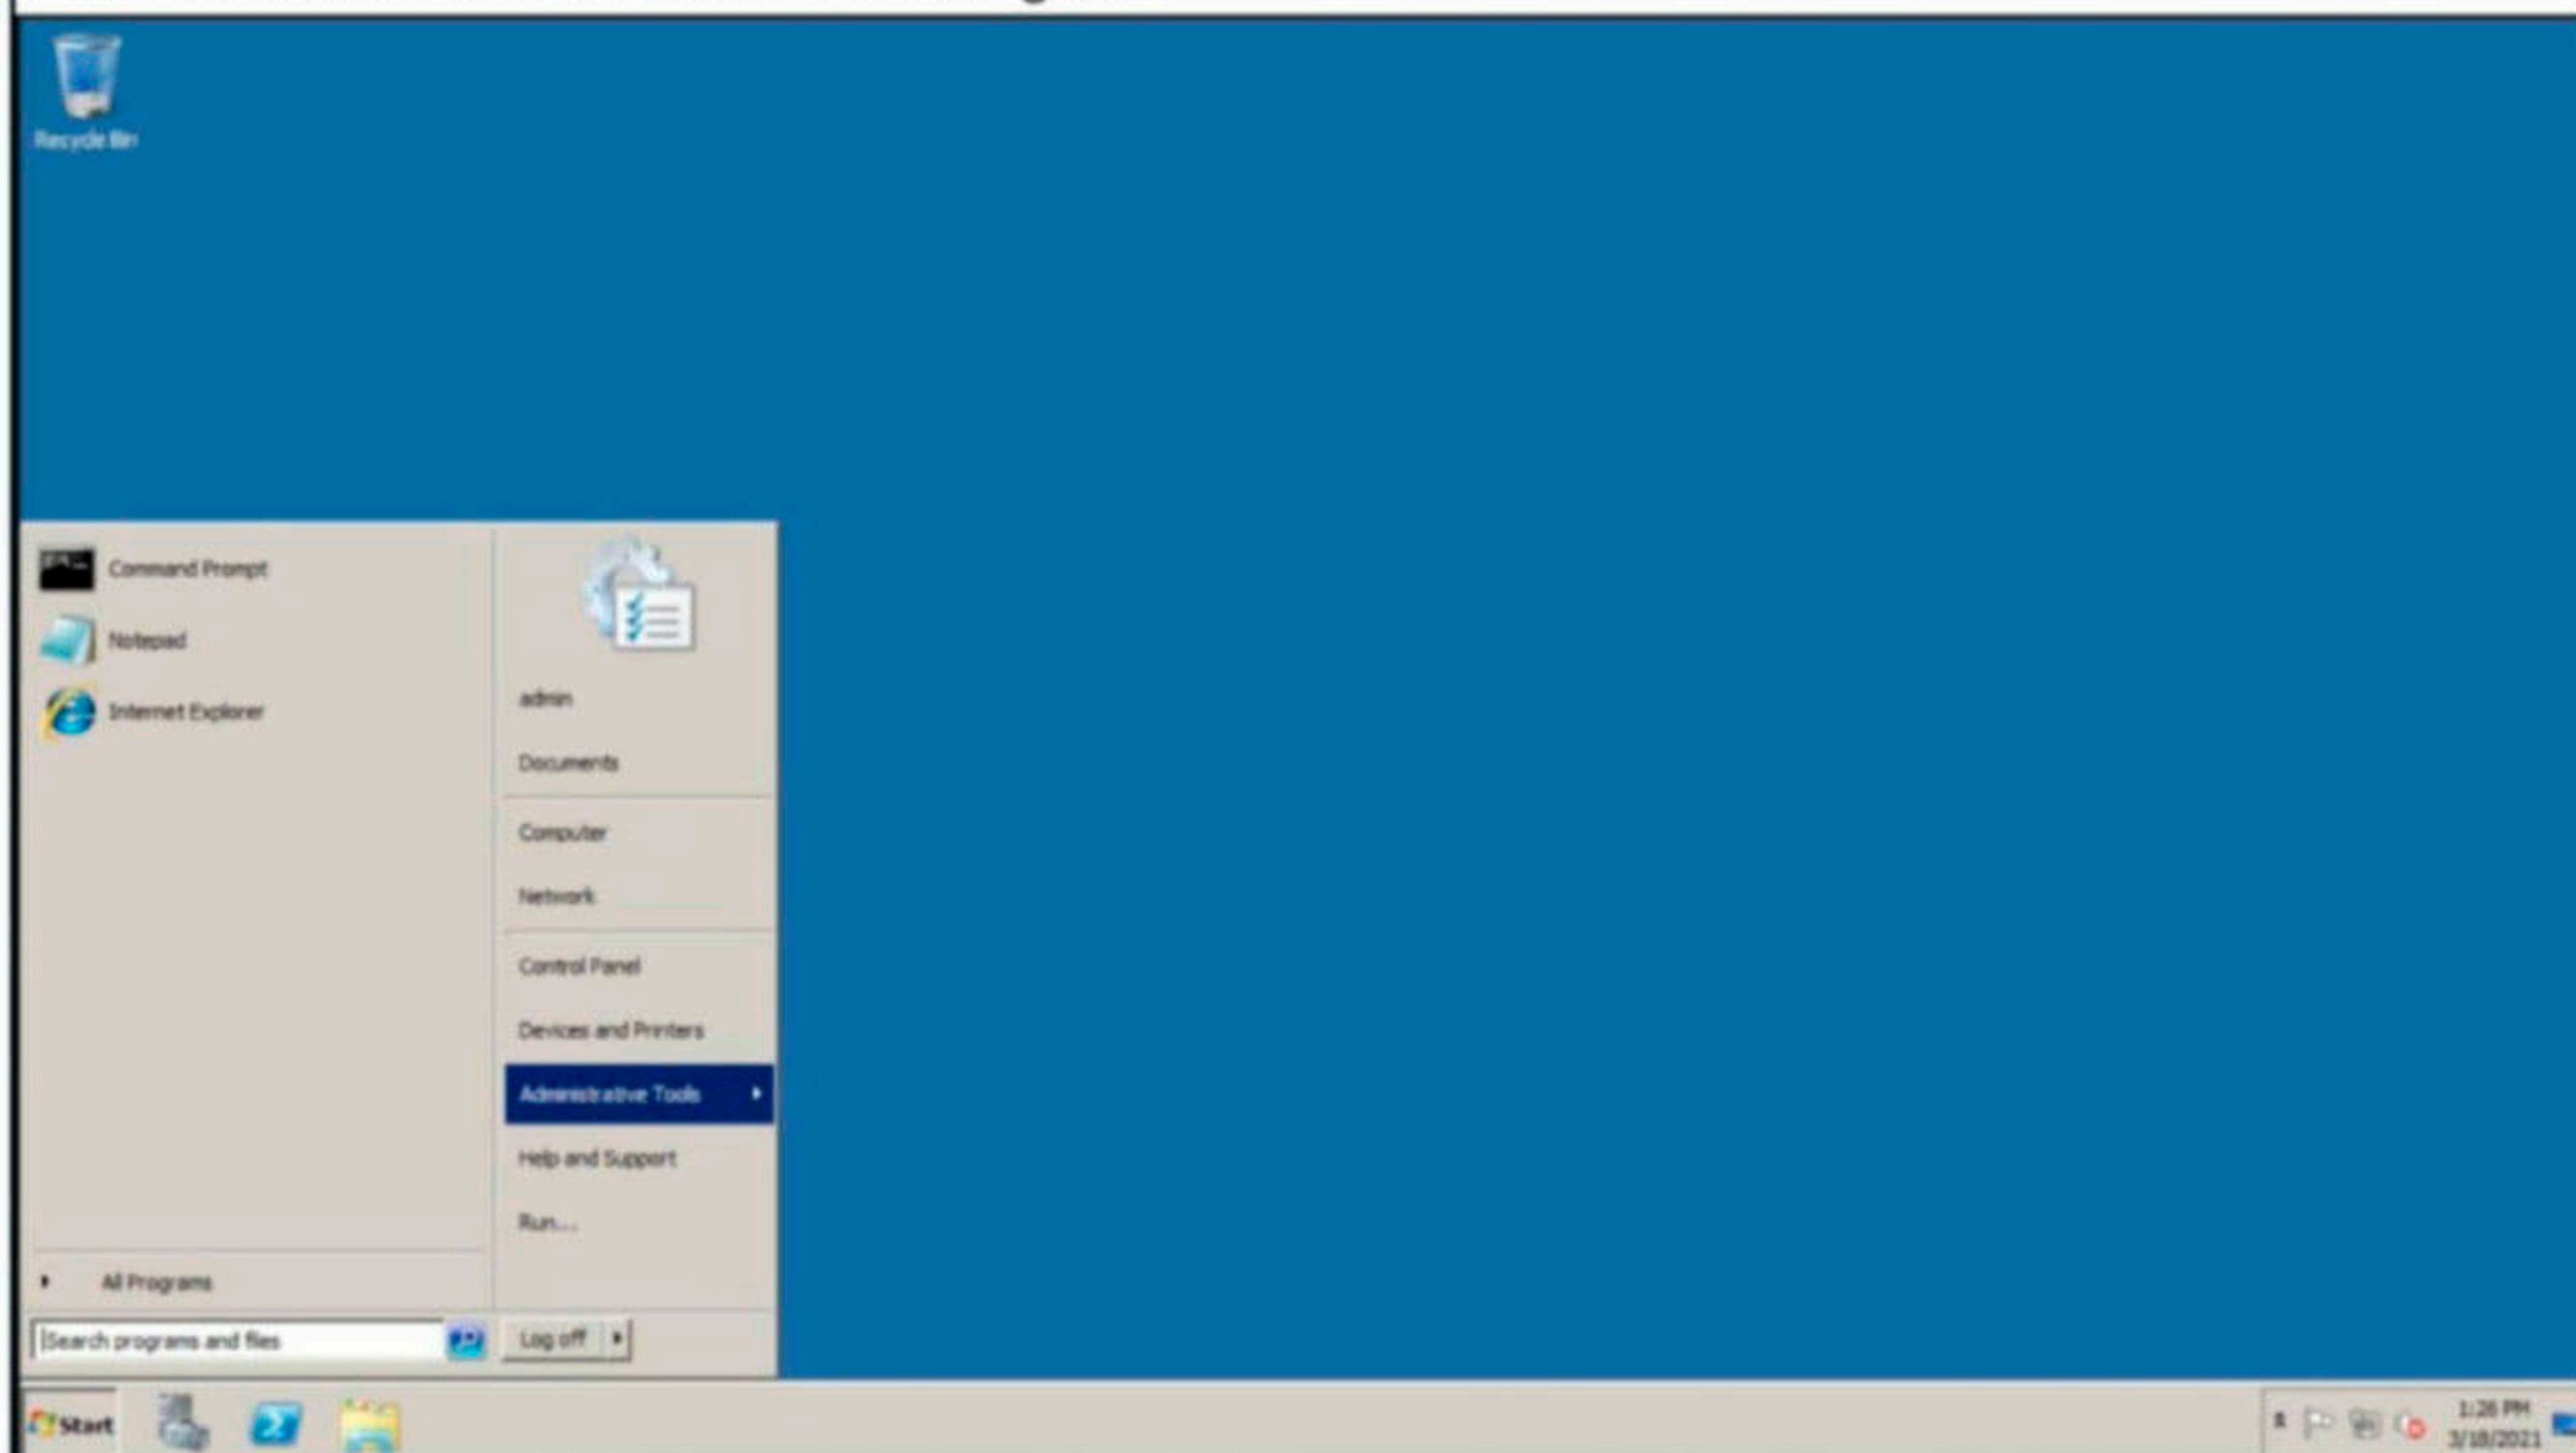 Recycle Bin
Command Prompt
Notepad
Internet Explorer
All Programs
Search programs and files
admin
Documents
Computer
Network
Control Panel
Devices and Printers
Administrative Tools
Help and Support
Run...
Log off
Start
1:26 PM
3/18/2021